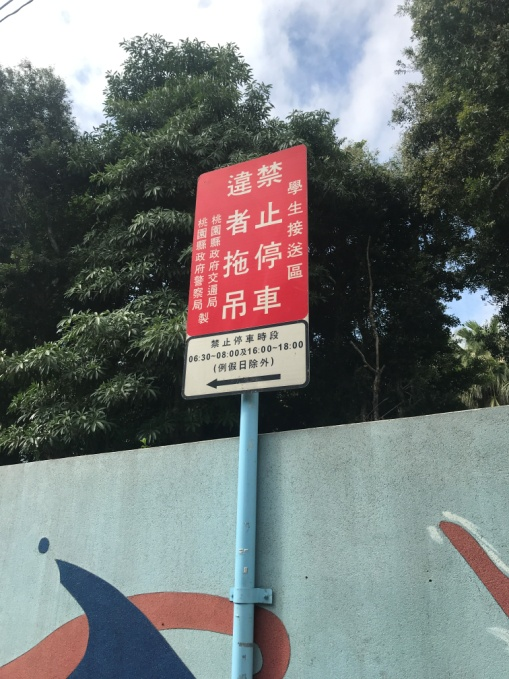 學生接送區
禁止停車
違者拖吊
桃園縣政府交通局
桃園縣政府警察局 製
禁止停車時段
06:30~08:00及16:00~18:00
(例假日除外)